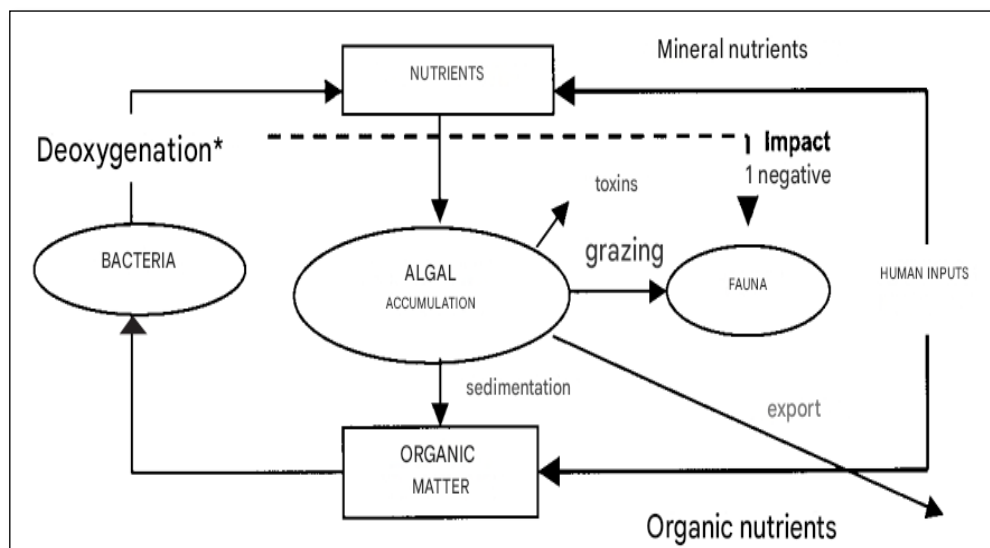 Mineral nutrients
NUTRIENTS
Deoxygenation*
Impact
1 negative
toxins
grazing
BACTERIA
ALGAL
ACCUMULATION
FAUNA
HUMAN INPUTS
sedimentation
export
ORGANIC
MATTER
Organic nutrients